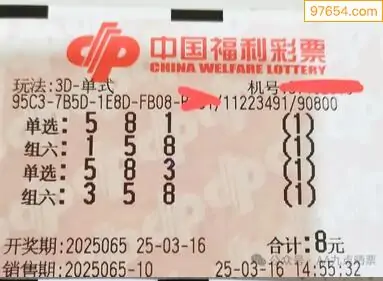 97654.com
中国福利彩票
CHINA WELFARE LOTTERY
玩法:3D-单式 机号:
95C3-7B5D-1E8D-FB08- /11223491/90800
单选: 5 8 1 (1)
组六: 1 5 8 (1)
单选: 5 8 3 (1)
组六: 3 5 8 (1)
开奖期:2025065 25-03-16 合计:8元
销售期:2025065-10 25-03-16 14:55:32